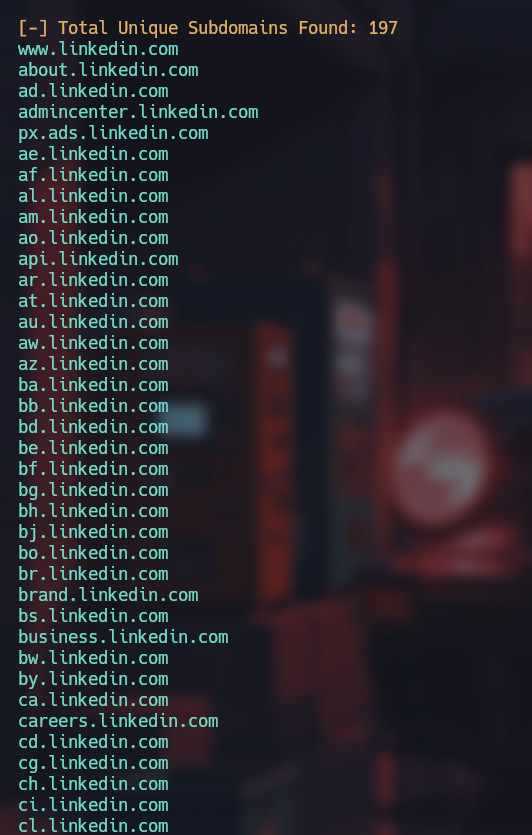 [-] Total Unique Subdomains Found: 197
www.linkedin.com
about.linkedin.com
ad.linkedin.com
admincenter.linkedin.com
px.ads.linkedin.com
ae.linkedin.com
af.linkedin.com
al.linkedin.com
am.linkedin.com
ao.linkedin.com
api.linkedin.com
ar.linkedin.com
at.linkedin.com
au.linkedin.com
aw.linkedin.com
az.linkedin.com
ba.linkedin.com
bb.linkedin.com
bd.linkedin.com
be.linkedin.com
bf.linkedin.com
bg.linkedin.com
bh.linkedin.com
bj.linkedin.com
bo.linkedin.com
br.linkedin.com
brand.linkedin.com
bs.linkedin.com
business.linkedin.com
bw.linkedin.com
by.linkedin.com
ca.linkedin.com
careers.linkedin.com
cd.linkedin.com
cg.linkedin.com
ch.linkedin.com
ci.linkedin.com
cl.linkedin.com